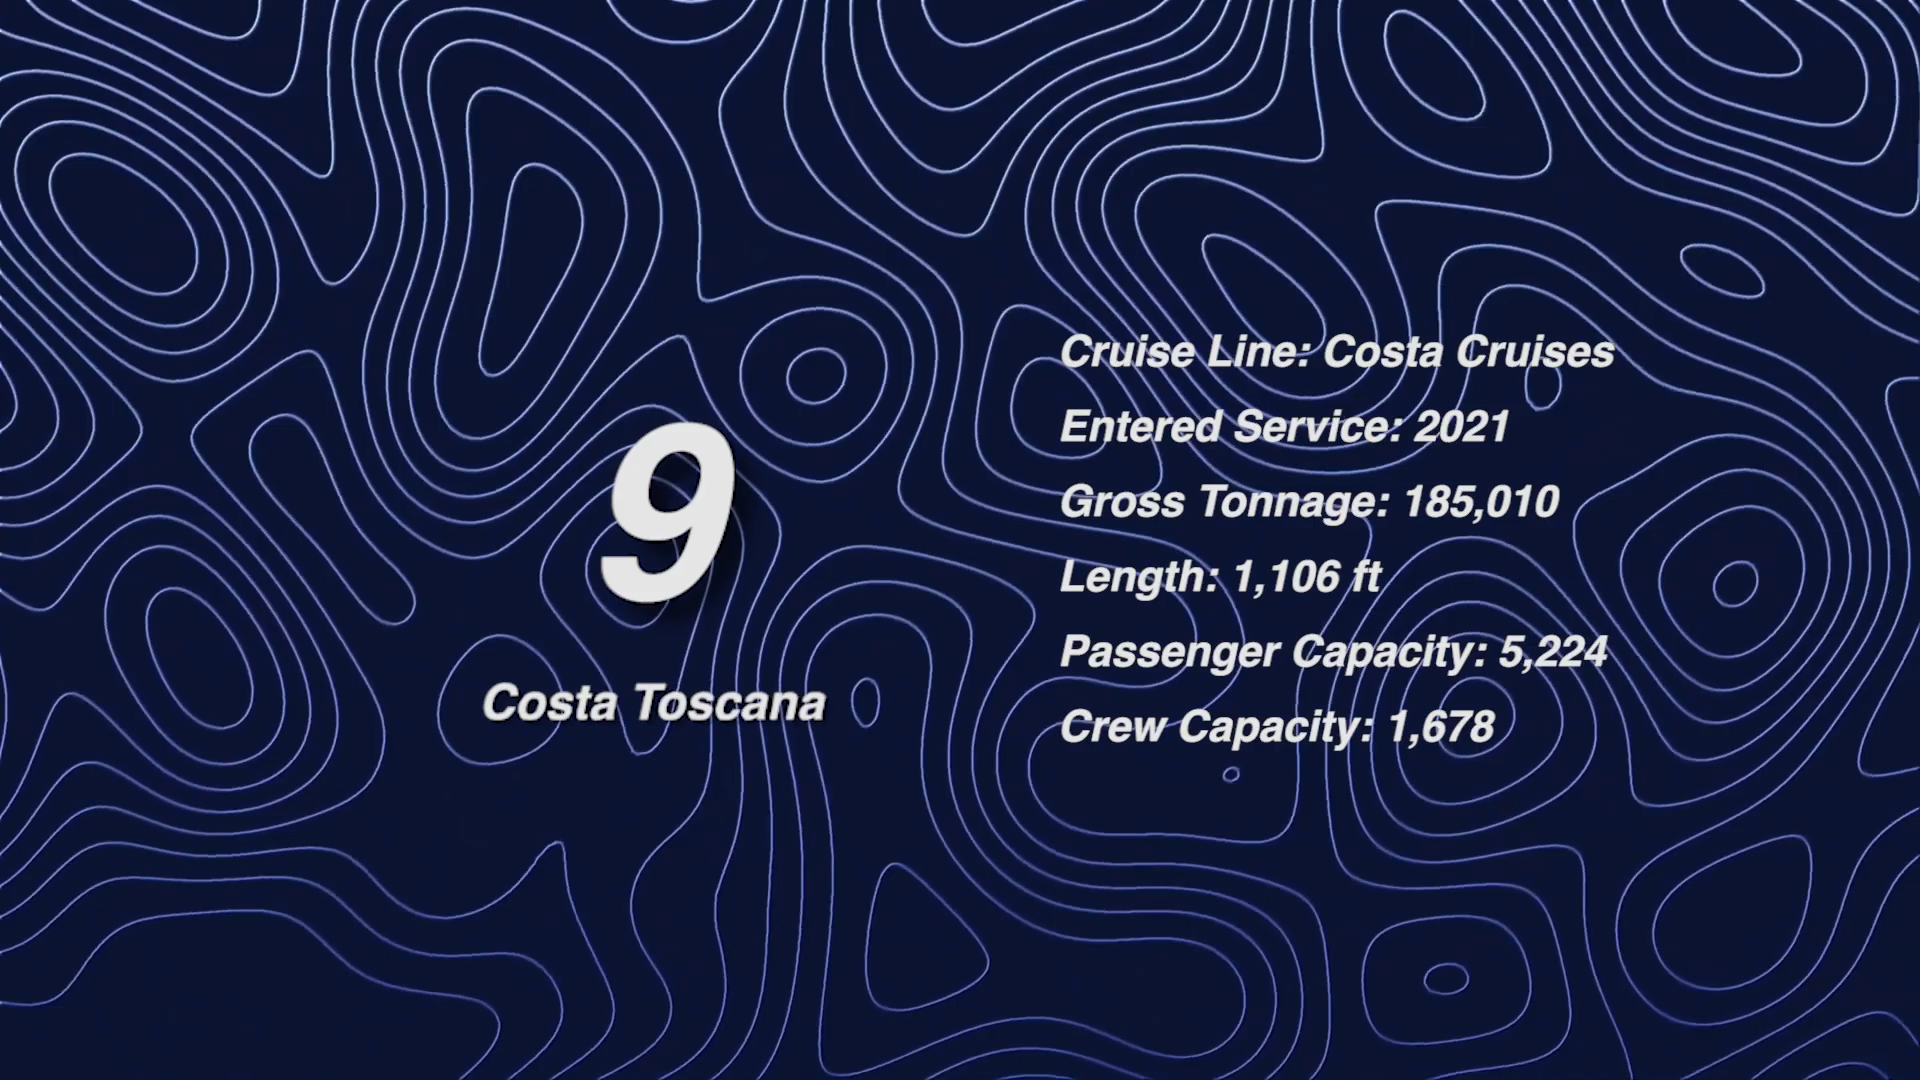 9
Costa Toscana
Cruise Line: Costa Cruises
Entered Service: 2021
Gross Tonnage: 185,010
Length: 1,106 ft
Passenger Capacity: 5,224
Crew Capacity: 1,678